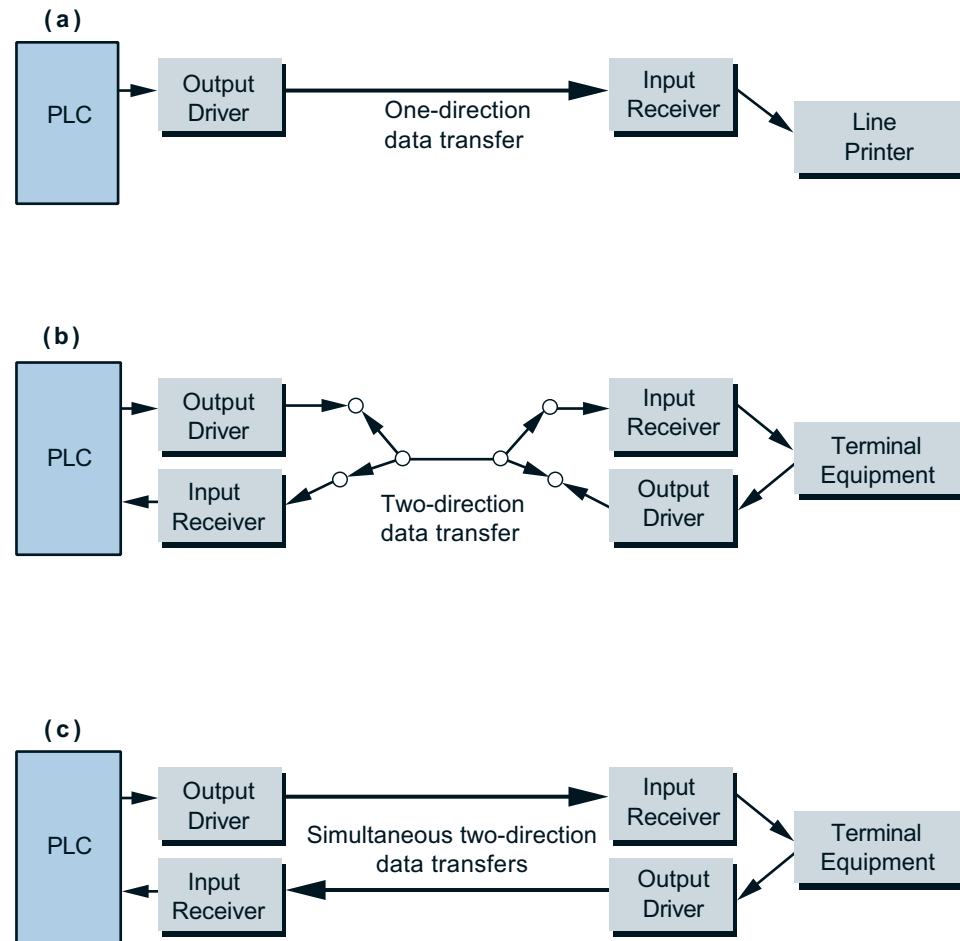 (a)
PLC
Output
Driver
One-direction
data transfer
Input
Receiver
Line
Printer
(b)
PLC
Output
Driver
Input
Receiver
Two-direction
data transfer
Input
Receiver
Output
Driver
Terminal
Equipment
(c)
PLC
Output
Driver
Input
Receiver
Simultaneous two-direction
data transfers
Input
Receiver
Output
Driver
Terminal
Equipment